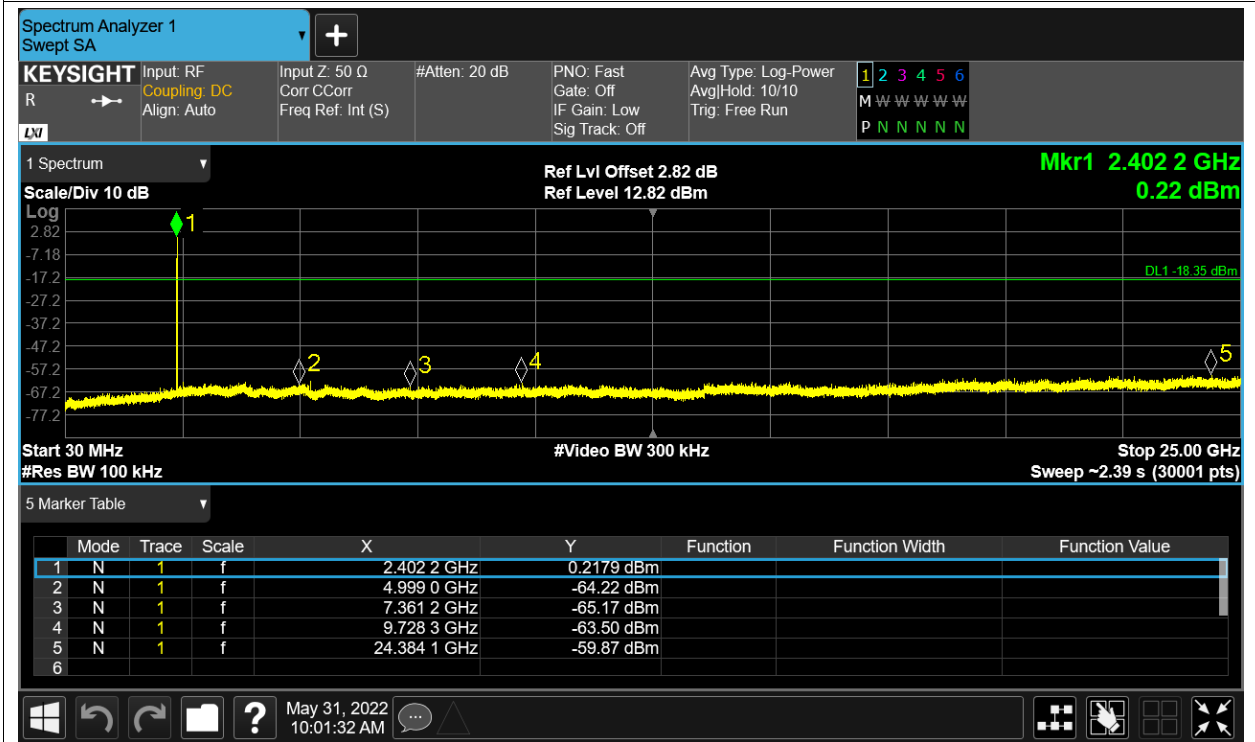 Spectrum Analyzer 1
Swept SA
KEYSIGHT
R
LXI
Input: RF
Coupling: DC
Align: Auto
Input Z: 50 Ω
Corr CCorr
Freq Ref: Int (S)
#Atten: 20 dB
PNO: Fast
Gate: Off
IF Gain: Low
Sig Track: Off
Avg Type: Log-Power
Avg|Hold: 10/10
Trig: Free Run
1 2 3 4 5 6
M W W W W W
P N N N N N
1 Spectrum
Scale/Div 10 dB
Ref Lvl Offset 2.82 dB
Ref Level 12.82 dBm
Mkr1 2.402 2 GHz
0.22 dBm
Log
2.82
-7.18
-17.2
-27.2
-37.2
-47.2
-57.2
-67.2
-77.2
1
DL1 -18.35 dBm
2
3
4
5
Start 30 MHz
#Video BW 300 kHz
Stop 25.00 GHz
#Res BW 100 kHz
Sweep ~2.39 s (30001 pts)
5 Marker Table
Mode Trace Scale X Y Function Function Width Function Value
1 N 1 f 2.402 2 GHz 0.2179 dBm
2 N 1 f 4.999 0 GHz -64.22 dBm
3 N 1 f 7.361 2 GHz -65.17 dBm
4 N 1 f 9.728 3 GHz -63.50 dBm
5 N 1 f 24.384 1 GHz -59.87 dBm
6
?
May 31, 2022
10:01:32 AM